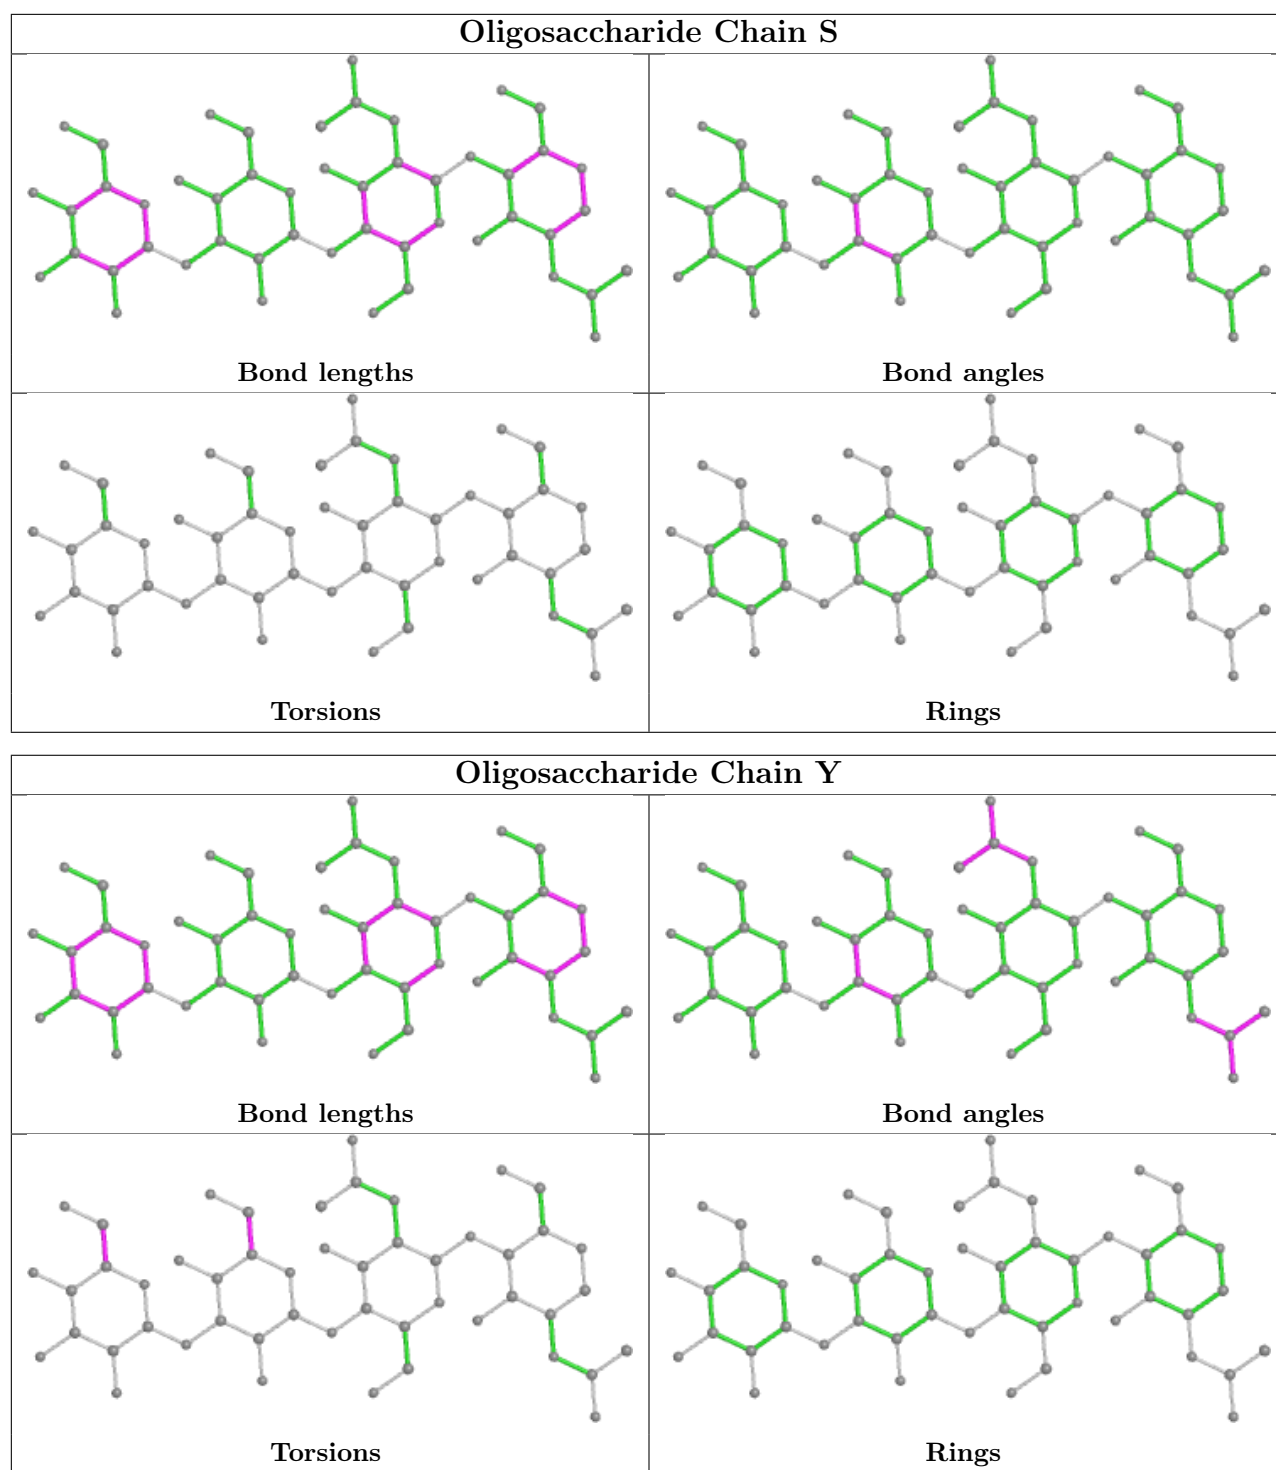 Oligosaccharide Chain S
Bond lengths
Bond angles
Torsions
Rings
Oligosaccharide Chain Y
Bond lengths
Bond angles
Torsions
Rings